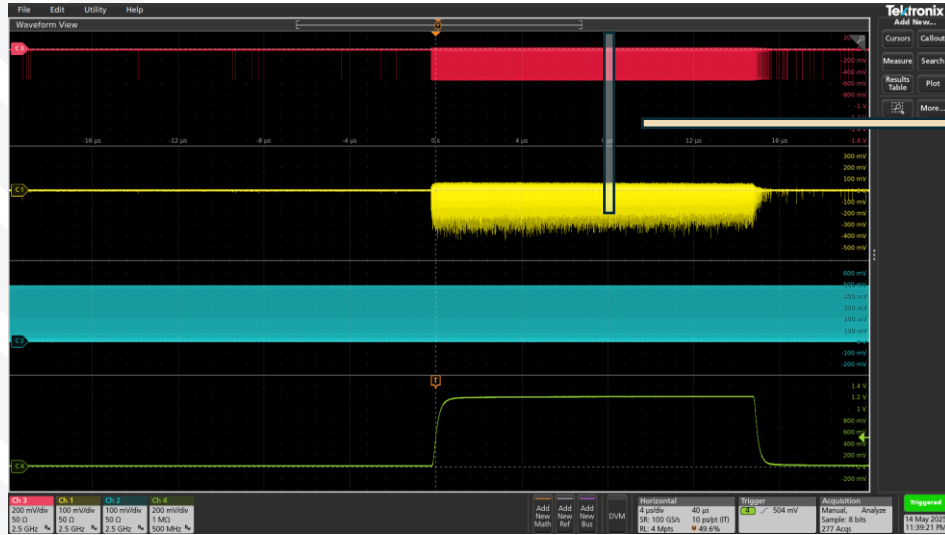 File Edit Utility Help
Tektronix
Waveform View
Add New...
Cursors Callout
Measure Search
Results Table Plot
More...
C3
-200 mV
-400 mV
-600 mV
-800 mV
-1 V
-1.6 V
-16 µs -12 µs -8 µs -4 µs 0 s 4 µs 12 µs 16 µs
C1
300 mV
200 mV
100 mV
-100 mV
-200 mV
-300 mV
-400 mV
-500 mV
C2
600 mV
500 mV
400 mV
300 mV
200 mV
100 mV
-100 mV
-200 mV
T
C4
1.4 V
1.2 V
1 V
800 mV
600 mV
400 mV
200 mV
-200 mV
Ch 3
200 mV/div
50 Ω
2.5 GHz
Ch 1
100 mV/div
50 Ω
2.5 GHz
Ch 2
100 mV/div
50 Ω
2.5 GHz
Ch 4
200 mV/div
1 MΩ
500 MHz
Add New Math
Add New Ref
Add New Bus
DVM
Horizontal
4 µs/div 40 µs
SR: 100 GS/s 10 ps/pt (IT)
RL: 4 Mpts 49.6%
Trigger
4 504 mV
Acquisition
Manual, Analyze
Sample: 8 bits
277 Acqs
Triggered
14 May 2025
11:39:21 PM